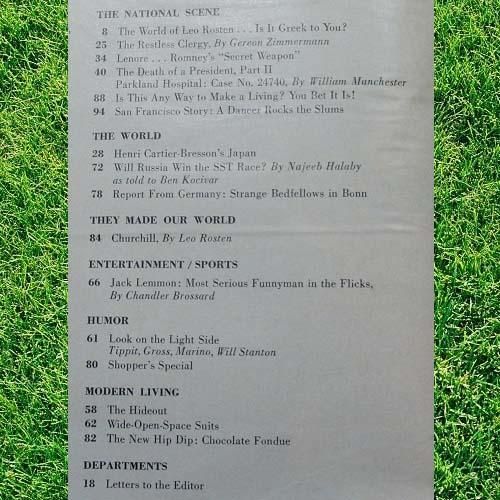 THE NATIONAL SCENE
8 The World of Leo Rosten . . . Is It Greek to You?
25 The Restless Clergy, By Gereon Zimmermann
34 Lenore . . . Romney's "Secret Weapon"
40 The Death of a President, Part II
Parkland Hospital: Case No. 24740, By William Manchester
88 Is This Any Way to Make a Living? You Bet It Is!
94 San Francisco Story: A Dancer Rocks the Slums
THE WORLD
28 Henri Cartier-Bresson's Japan
72 Will Russia Win the SST Race? By Najeeb Halaby
as told to Ben Kocivar
78 Report From Germany: Strange Bedfellows in Bonn
THEY MADE OUR WORLD
84 Churchill, By Leo Rosten
ENTERTAINMENT / SPORTS
66 Jack Lemmon: Most Serious Funnyman in the Flicks,
By Chandler Brossard
HUMOR
61 Look on the Light Side
Tippit, Gross, Marino, Will Stanton
80 Shopper's Special
MODERN LIVING
58 The Hideout
62 Wide-Open-Space Suits
82 The New Hip Dip: Chocolate Fondue
DEPARTMENTS
18 Letters to the Editor